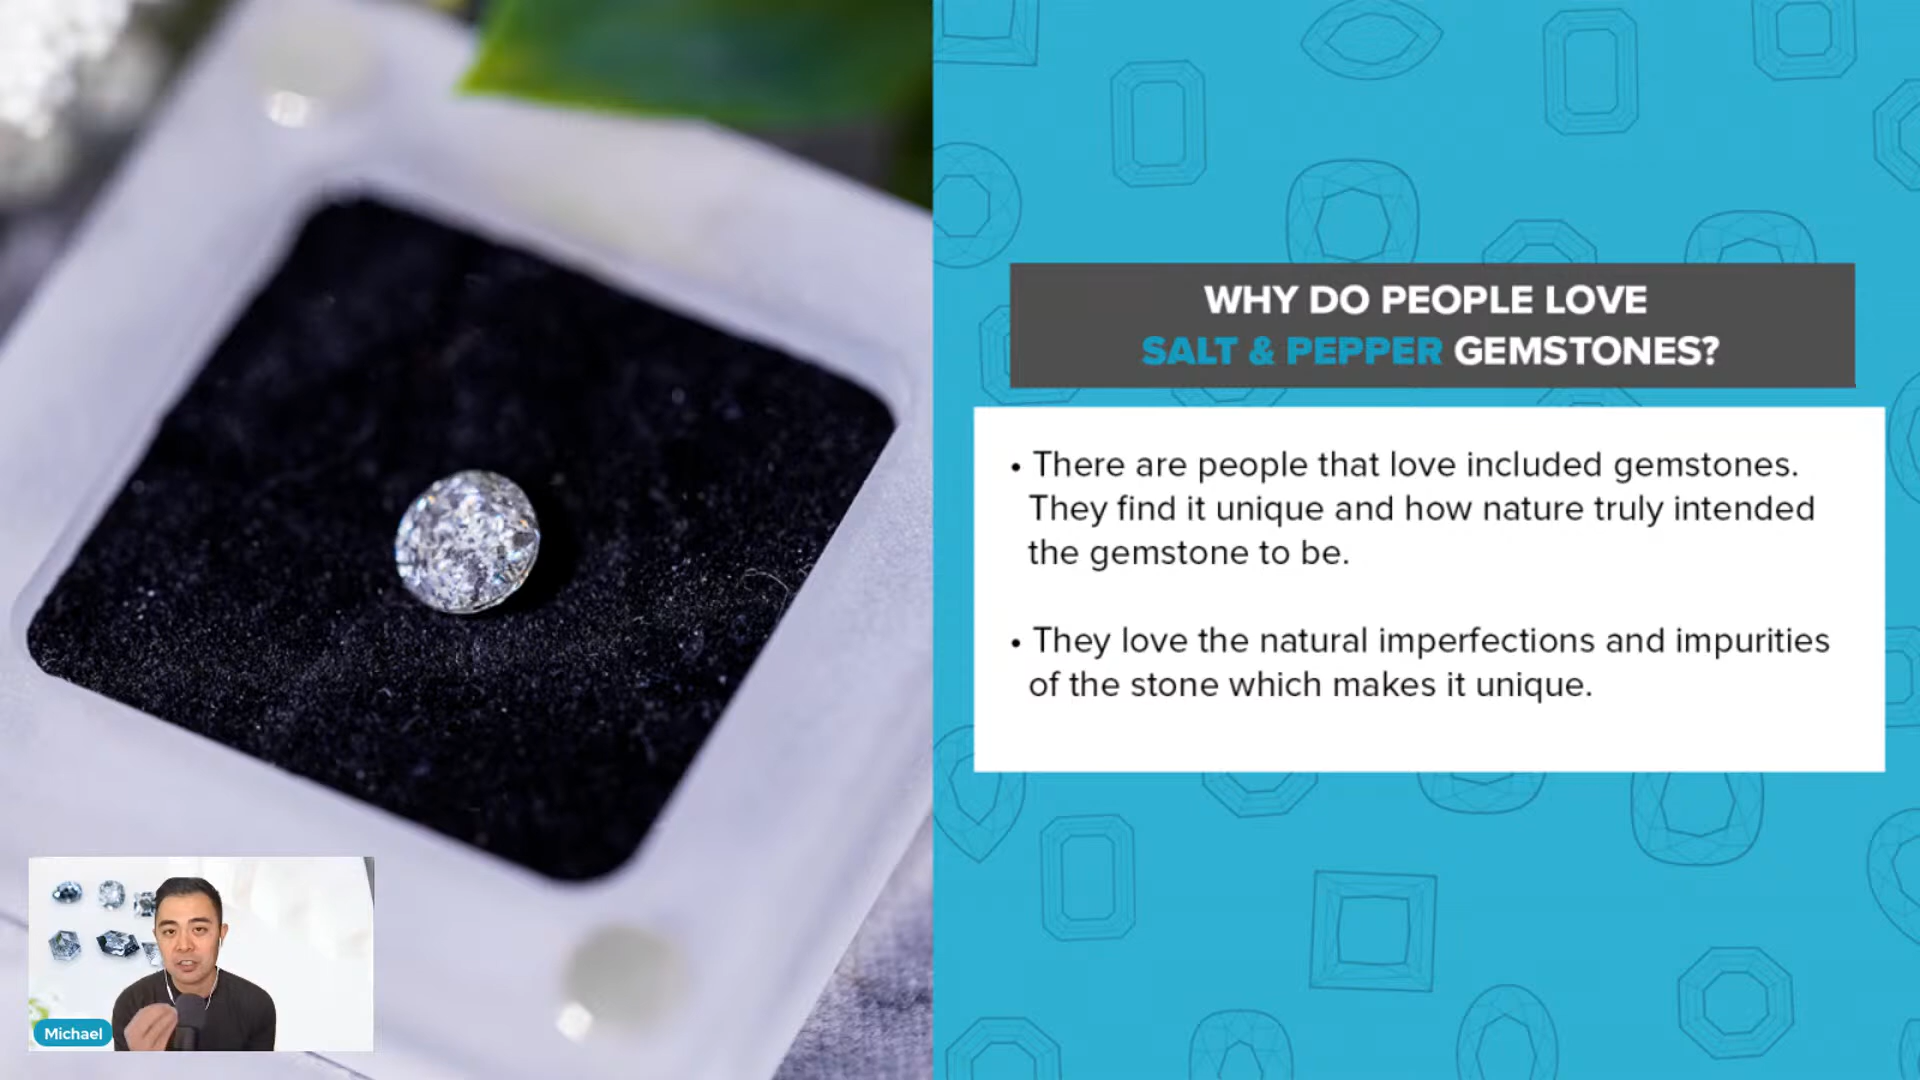 WHY DO PEOPLE LOVE
SALT & PEPPER GEMSTONES?
• There are people that love included gemstones.
They find it unique and how nature truly intended
the gemstone to be.
• They love the natural imperfections and impurities
of the stone which makes it unique.
Michael